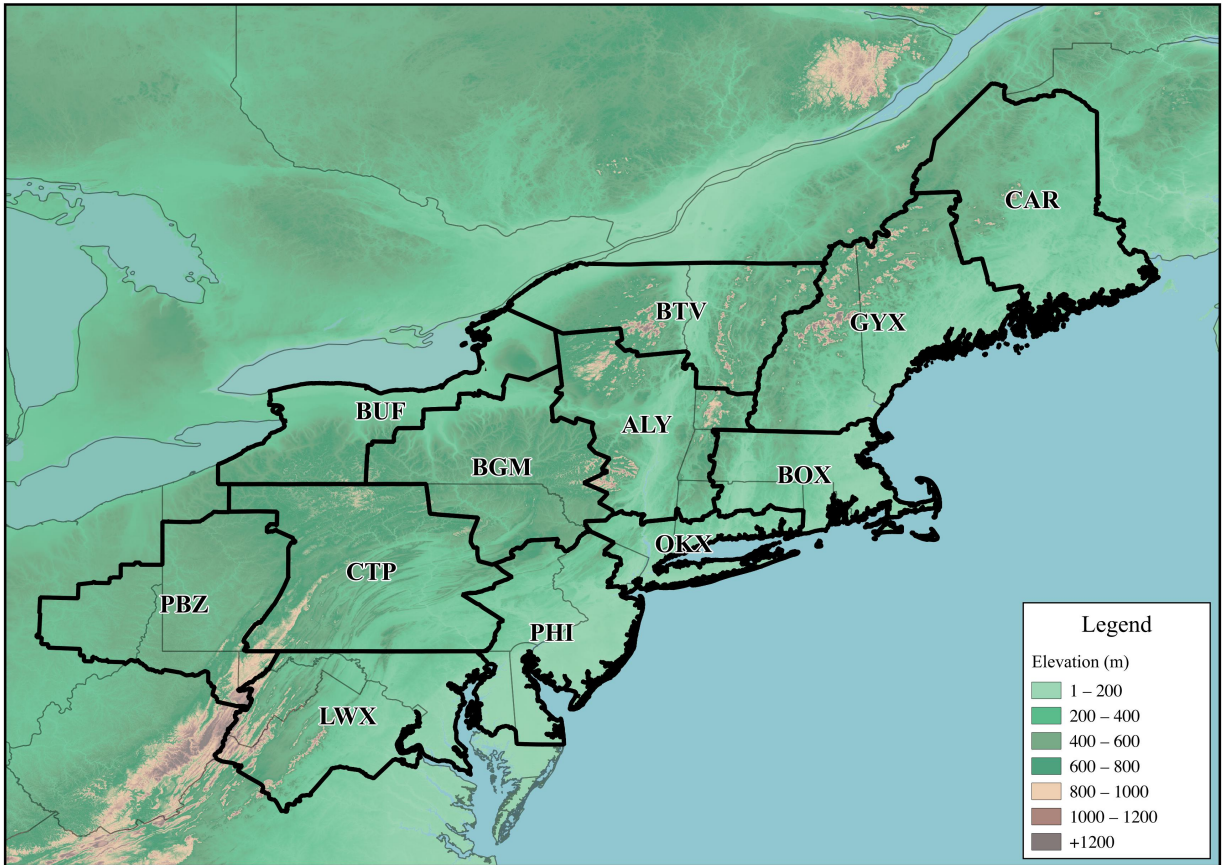 CAR
BTV
GYX
BUF
ALY
BGM
BOX
OKX
CTP
PBZ
PHI
LWX
Legend
Elevation (m)
1 – 200
200 – 400
400 – 600
600 – 800
800 – 1000
1000 – 1200
+1200